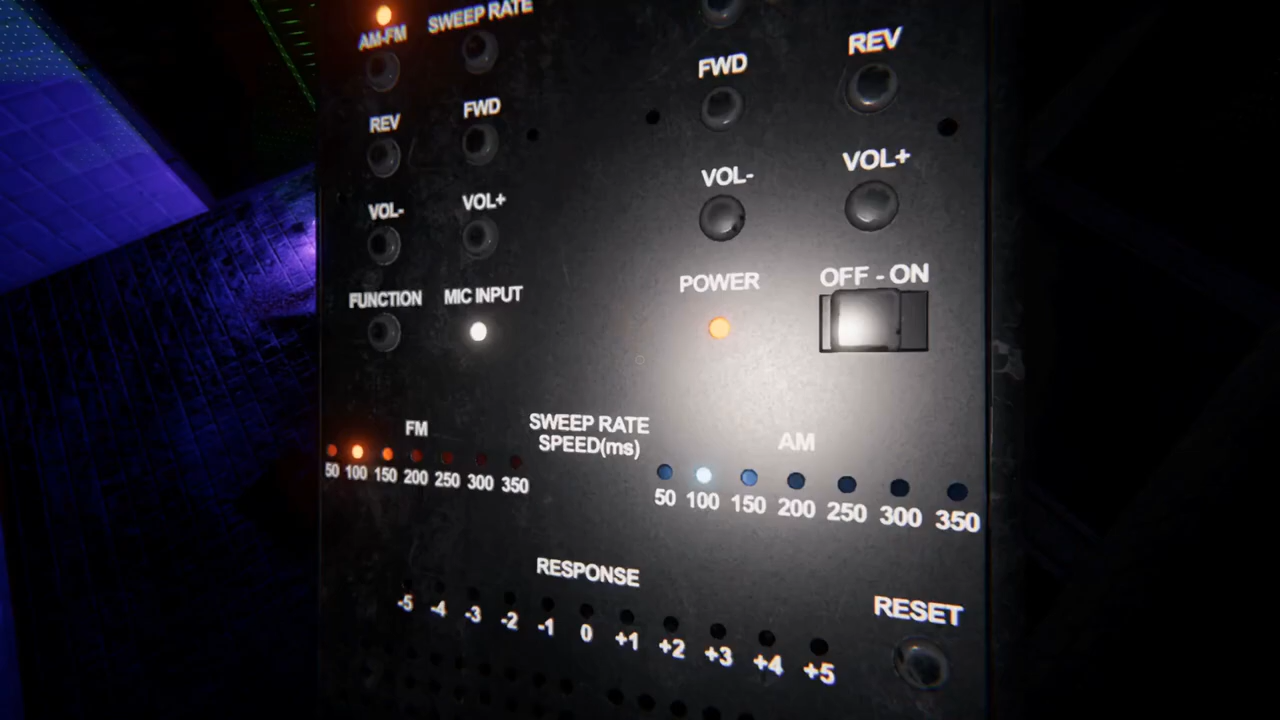 AM-FM SWEEP RATE
REV FWD
VOL- VOL+
FUNCTION MIC INPUT
FWD REV
VOL- VOL+
POWER OFF - ON
FM
50 100 150 200 250 300 350
SWEEP RATE
SPEED(ms)
AM
50 100 150 200 250 300 350
RESPONSE
-5 -4 -3 -2 -1 0 +1 +2 +3 +4 +5
RESET